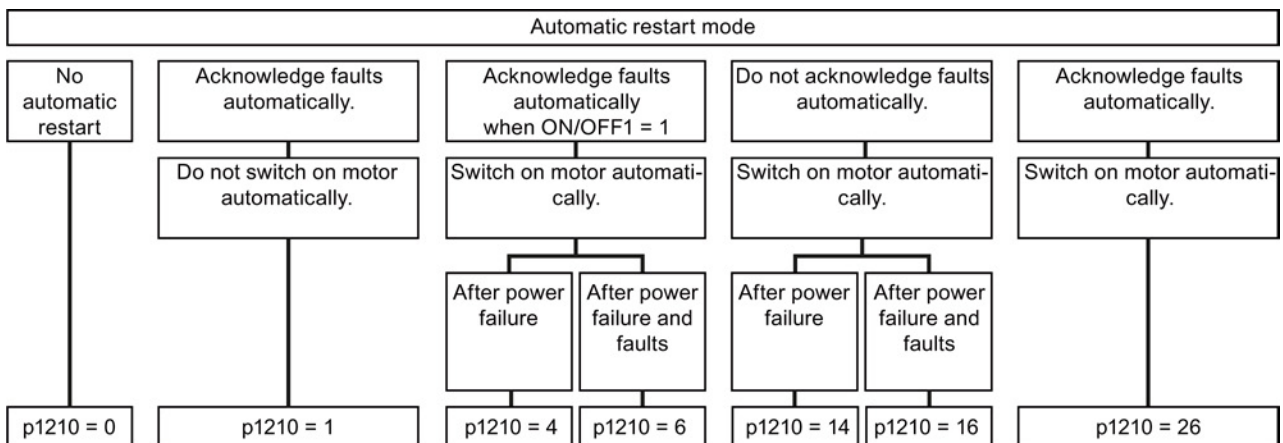 Automatic restart mode
No
automatic
restart
Acknowledge faults
automatically.
Acknowledge faults
automatically
when ON/OFF1 = 1
Do not acknowledge faults
automatically.
Acknowledge faults
automatically.
Do not switch on motor
automatically.
Switch on motor automati-
cally.
Switch on motor automati-
cally.
Switch on motor automati-
cally.
After power
failure
After power
failure and
faults
After power
failure
After power
failure and
faults
p1210 = 0
p1210 = 1
p1210 = 4
p1210 = 6
p1210 = 14
p1210 = 16
p1210 = 26